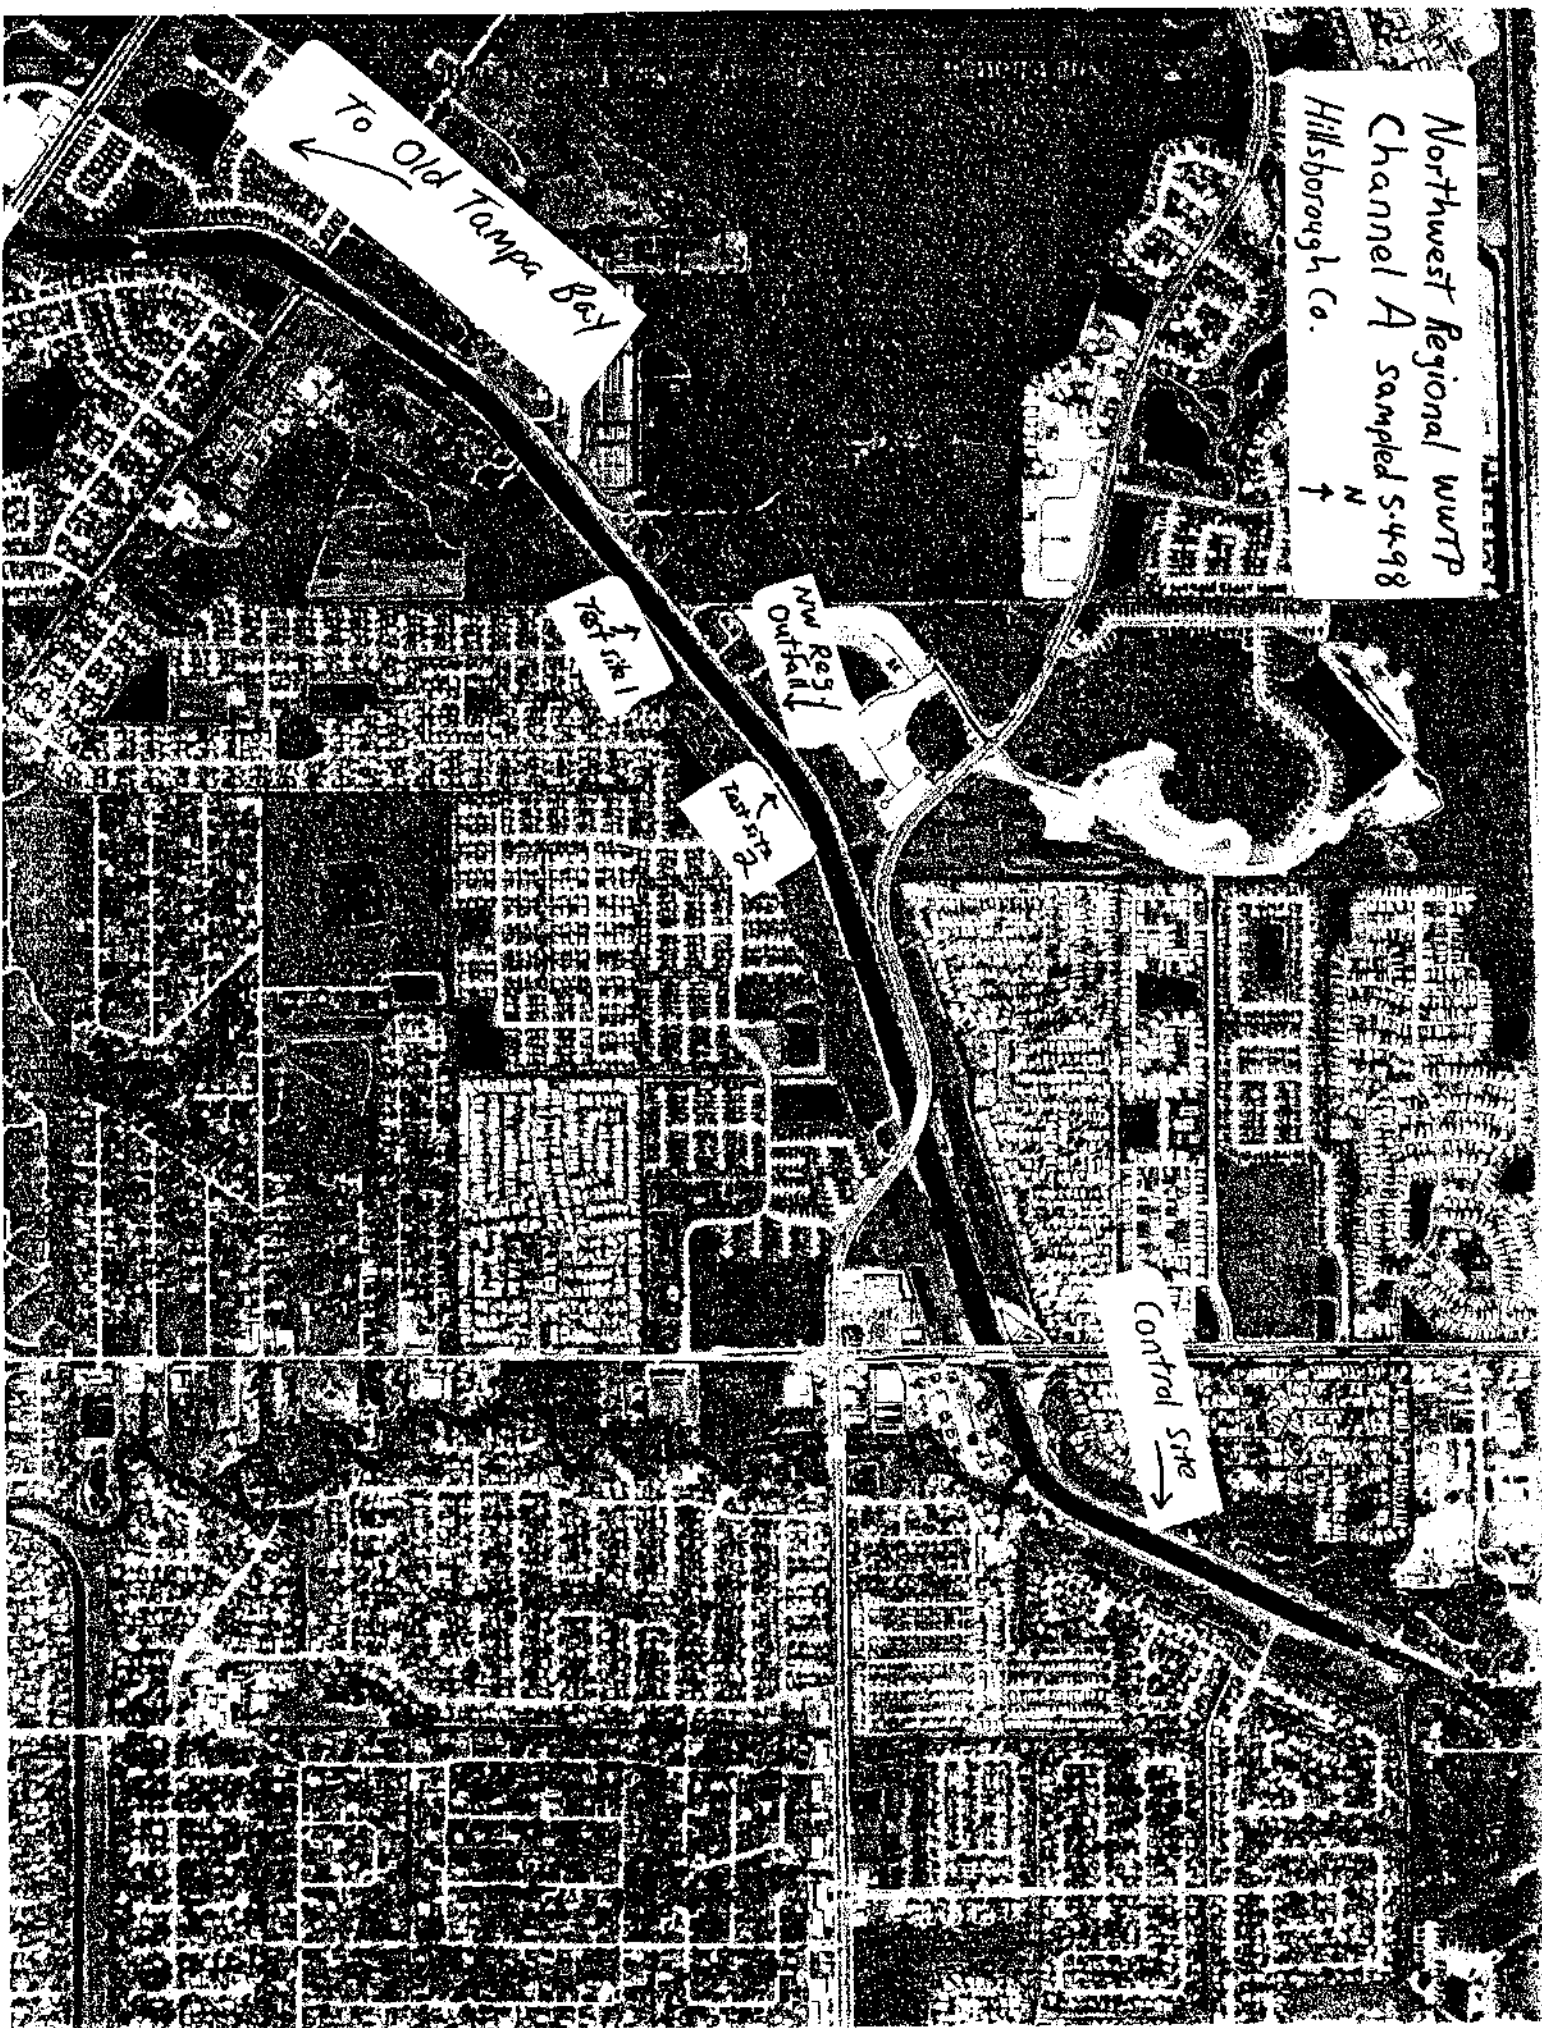 Northwest Regional WWTP
Channel A sampled 5-4-98
Hillsborough Co.
N
To Old Tampa Bay
NW Reg'l
Outfall
Test site 1
Test site 2
Control Site